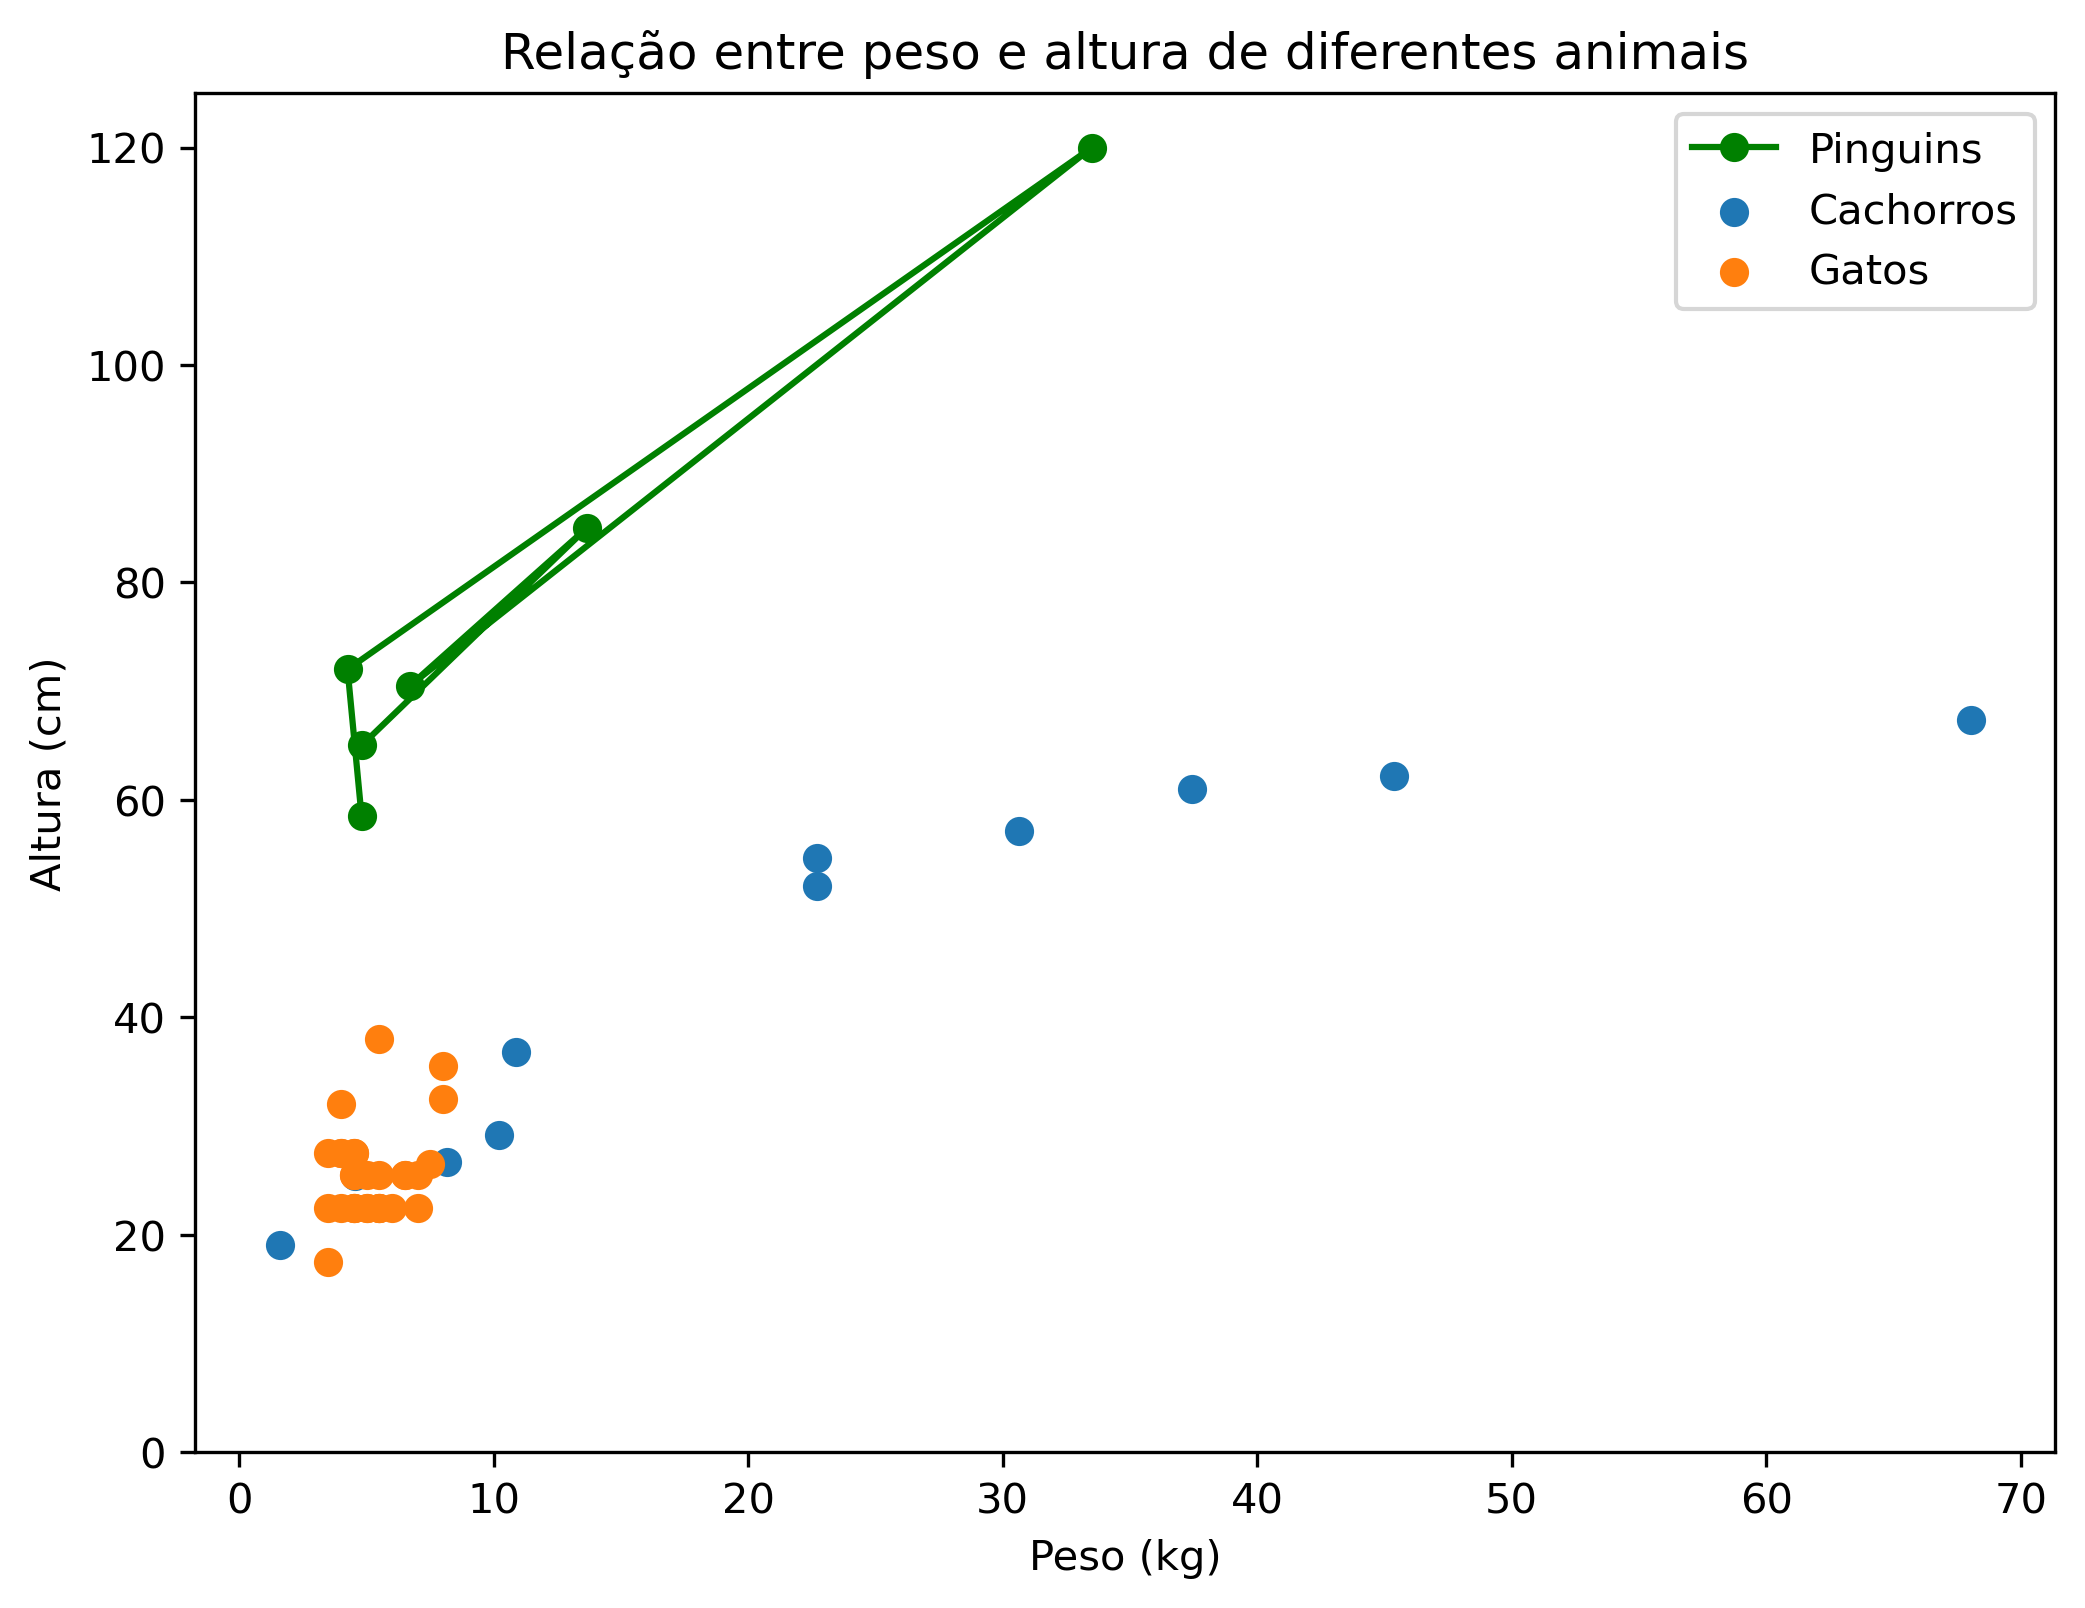 Relação entre peso e altura de diferentes animais
Pinguins
Cachorros
Gatos
120
100
80
60
40
20
0
Altura (cm)
0 10 20 30 40 50 60 70
Peso (kg)